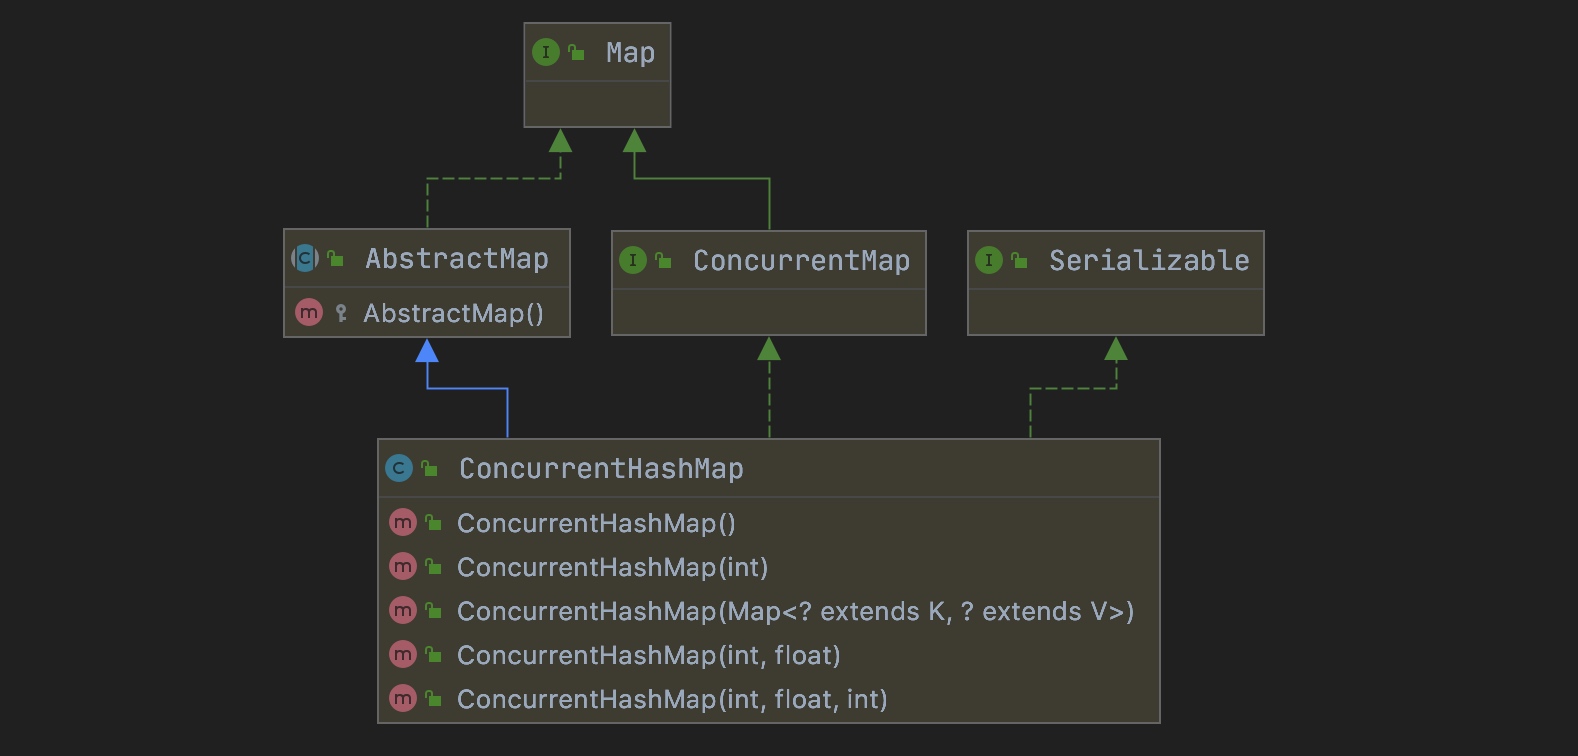 I Map
C AbstractMap
m AbstractMap()
I ConcurrentMap
I Serializable
C ConcurrentHashMap
m ConcurrentHashMap()
m ConcurrentHashMap(int)
m ConcurrentHashMap(Map<? extends K, ? extends V>)
m ConcurrentHashMap(int, float)
m ConcurrentHashMap(int, float, int)